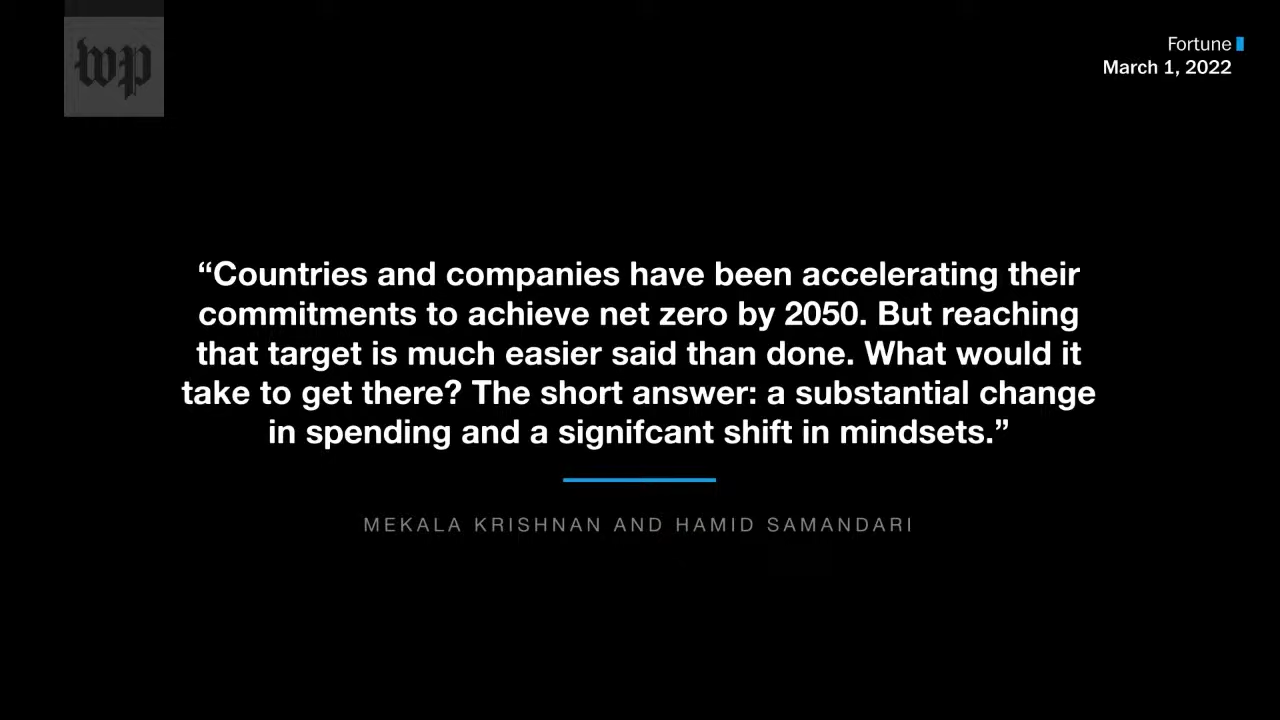 wp
Fortune
March 1, 2022
“Countries and companies have been accelerating their
commitments to achieve net zero by 2050. But reaching
that target is much easier said than done. What would it
take to get there? The short answer: a substantial change
in spending and a signifcant shift in mindsets.”
MEKALA KRISHNAN AND HAMID SAMANDARI